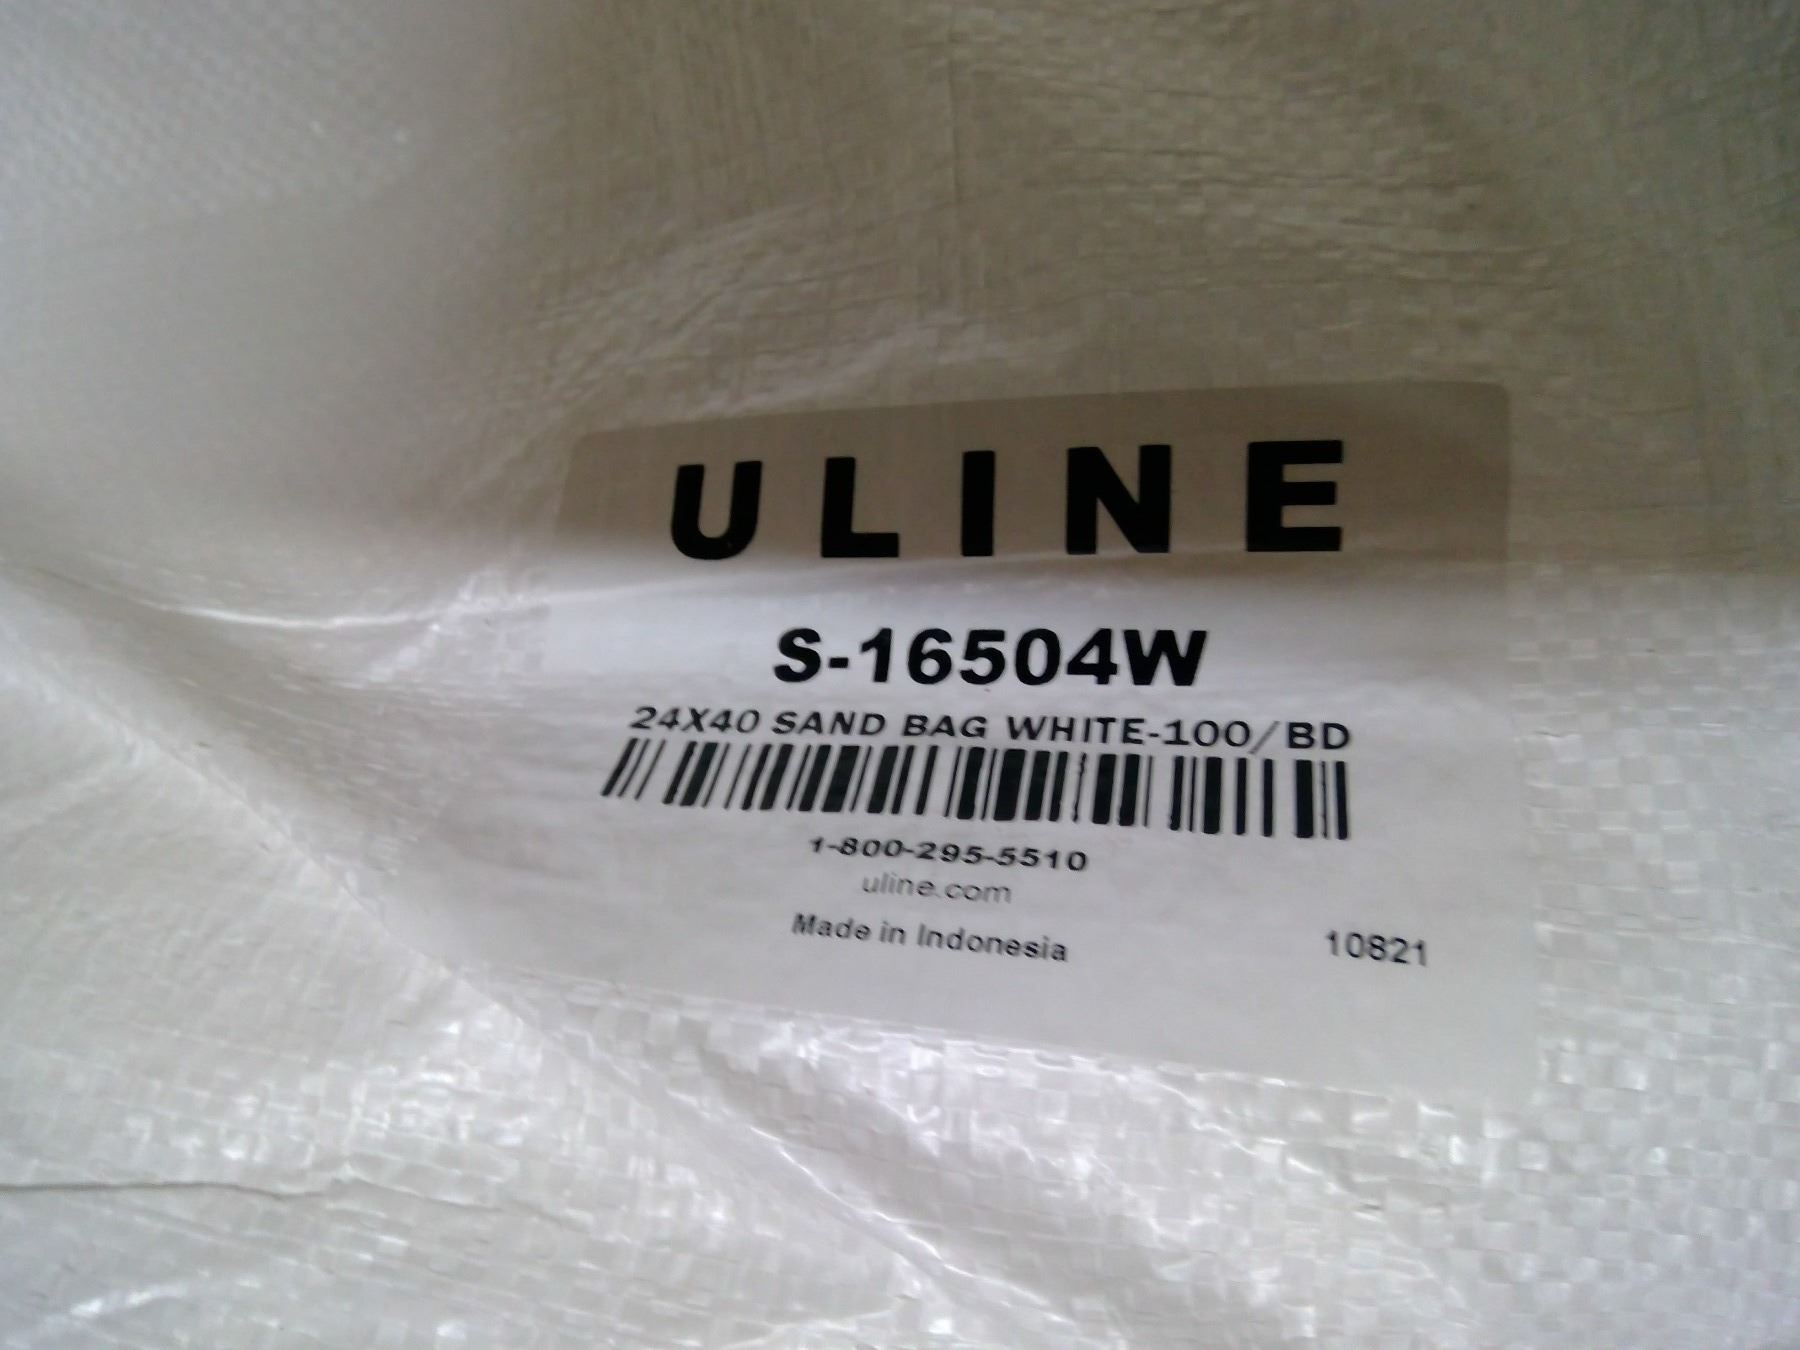 ULINE
S-16504W
24X40 SAND BAG WHITE-100/BD
1-800-295-5510
uline.com
Made in Indonesia
10821